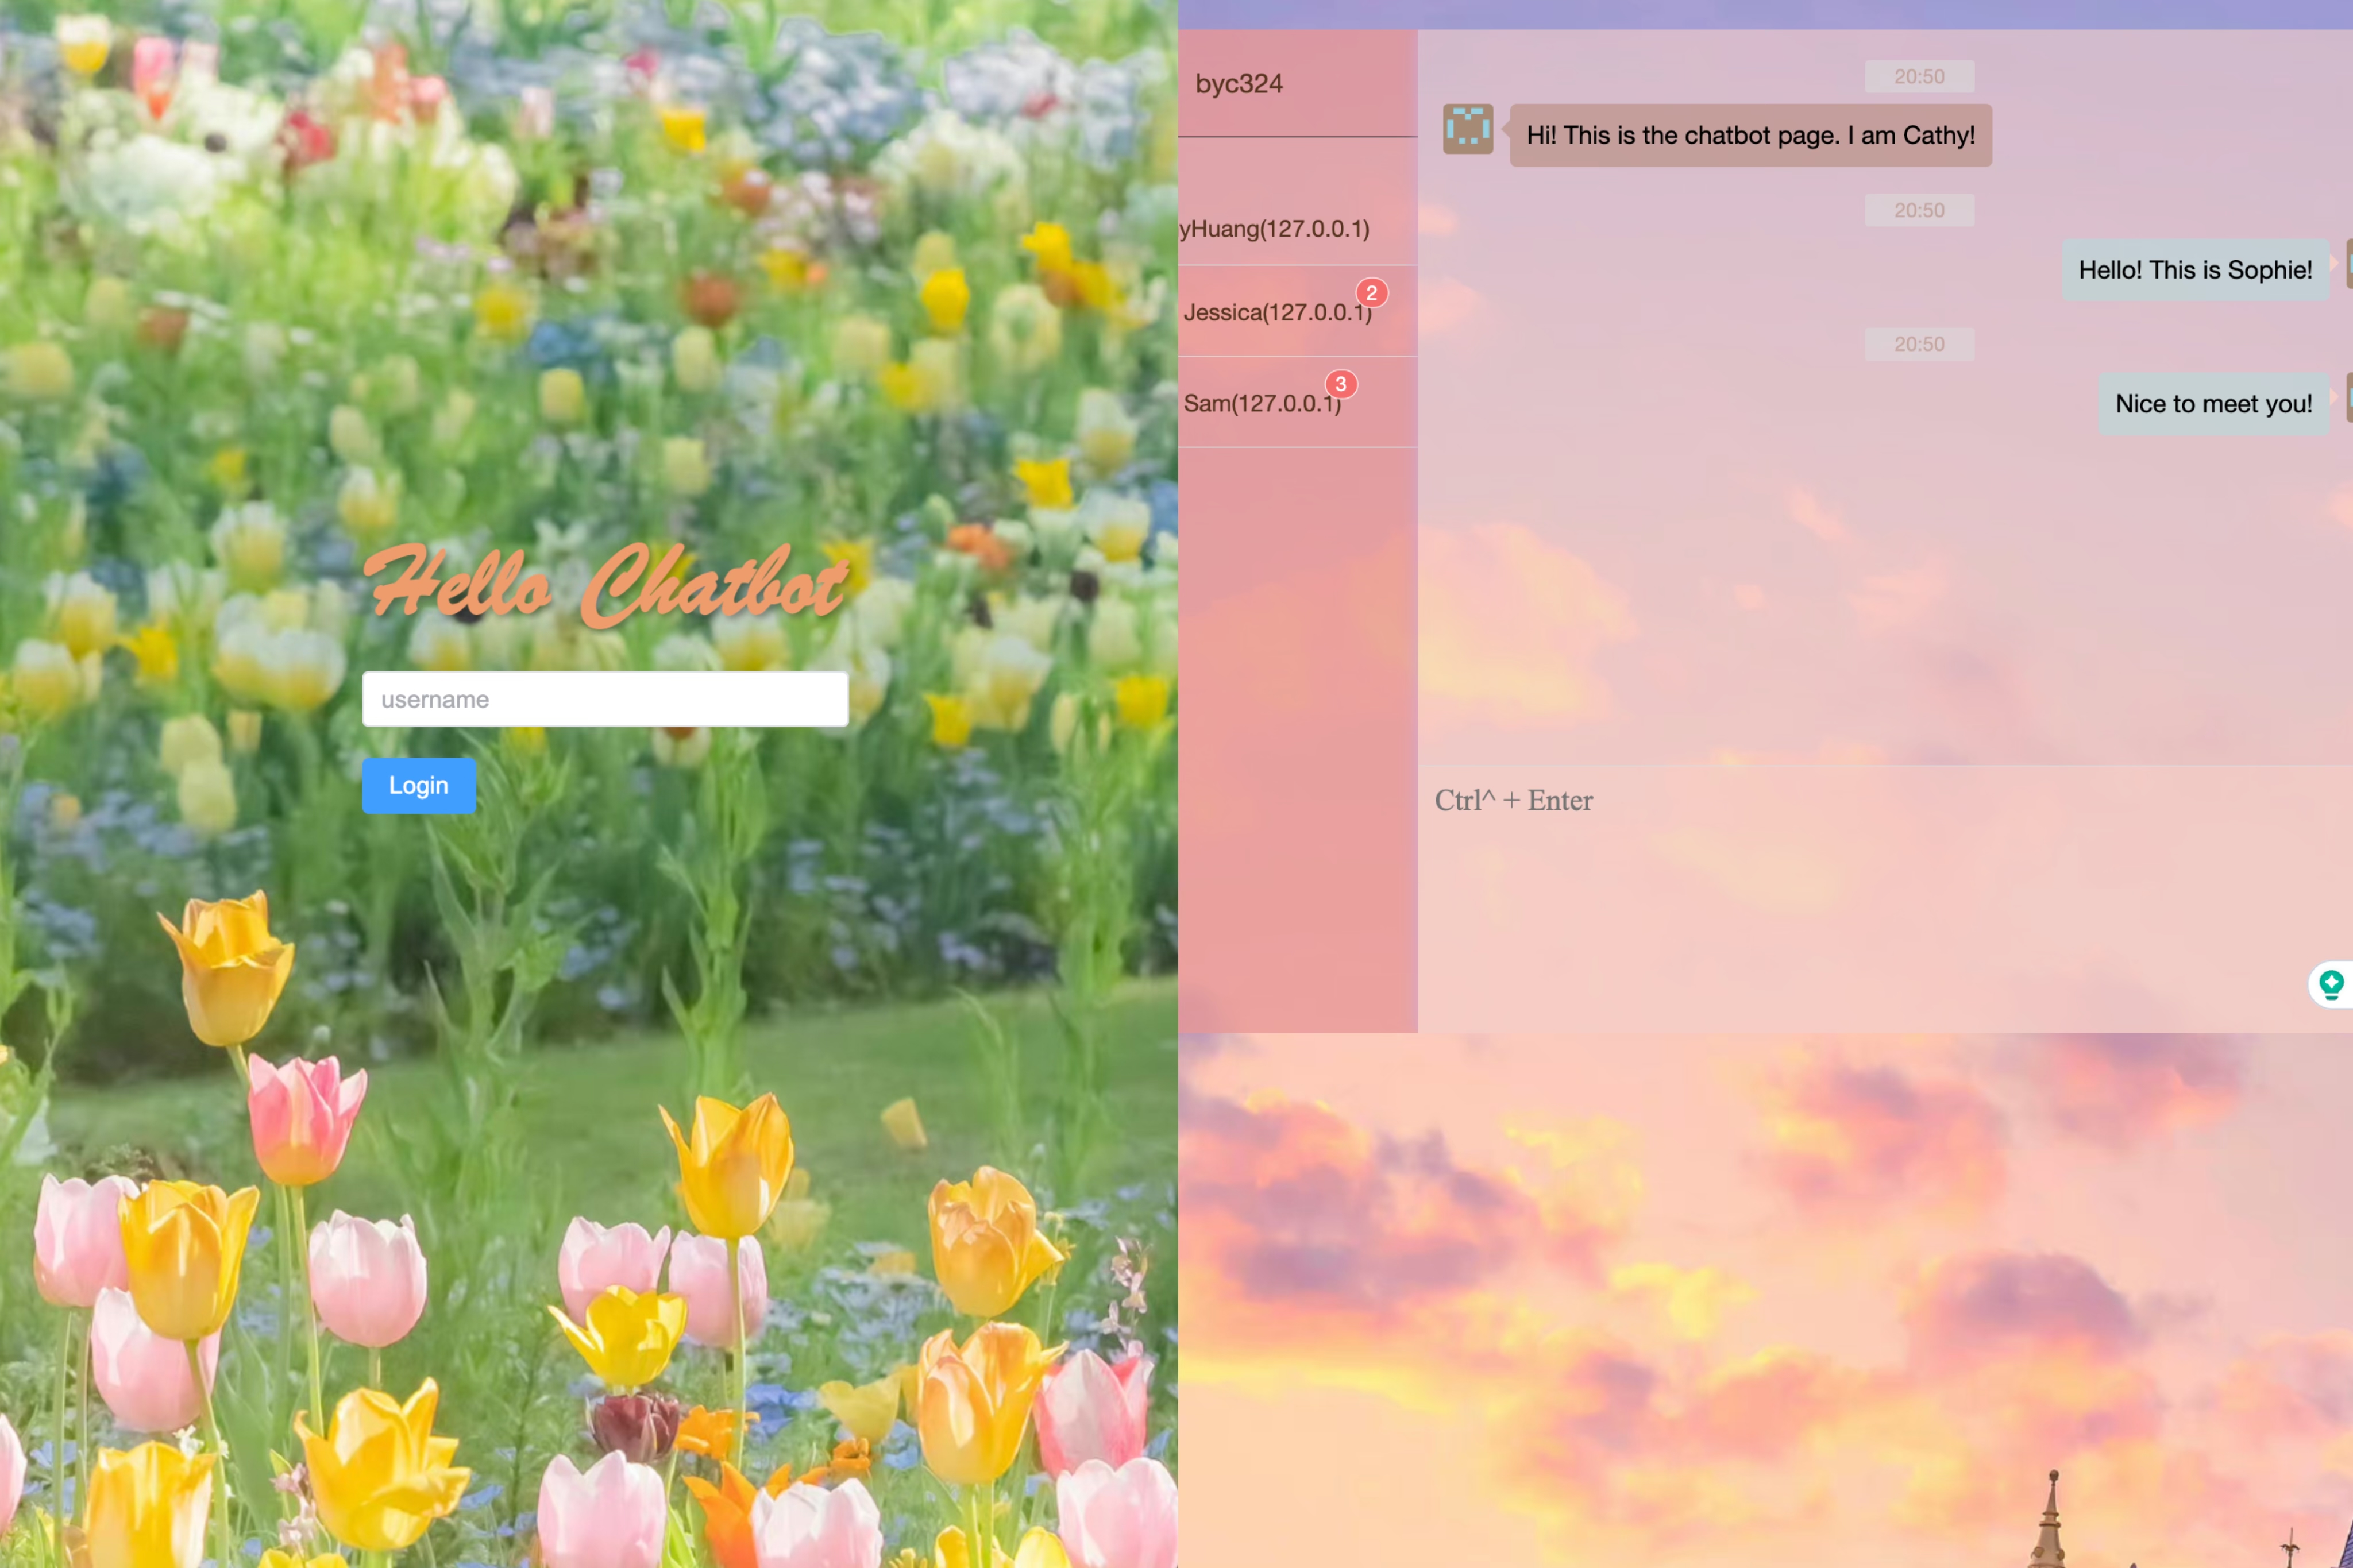 Hello Chatbot
username
Login
byc324
yHuang(127.0.0.1)
Jessica(127.0.0.1)
2
Sam(127.0.0.1)
3
20:50
Hi! This is the chatbot page. I am Cathy!
20:50
Hello! This is Sophie!
20:50
Nice to meet you!
Ctrl^ + Enter